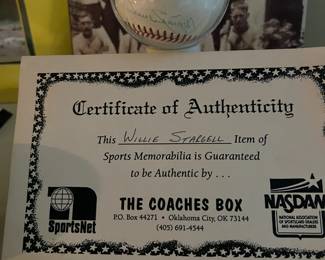 Certificate of Authenticity
This Willie Stargell Item of
Sports Memorabilia is Guaranteed
to be Authentic by . . .
THE COACHES BOX
P.O. Box 44271 • Oklahoma City, OK 73144
(405) 691-4544
SportsNet
NASDAM
NATIONAL ASSOCIATION
OF SPORTSCARD DEALERS
AND MANUFACTURERS